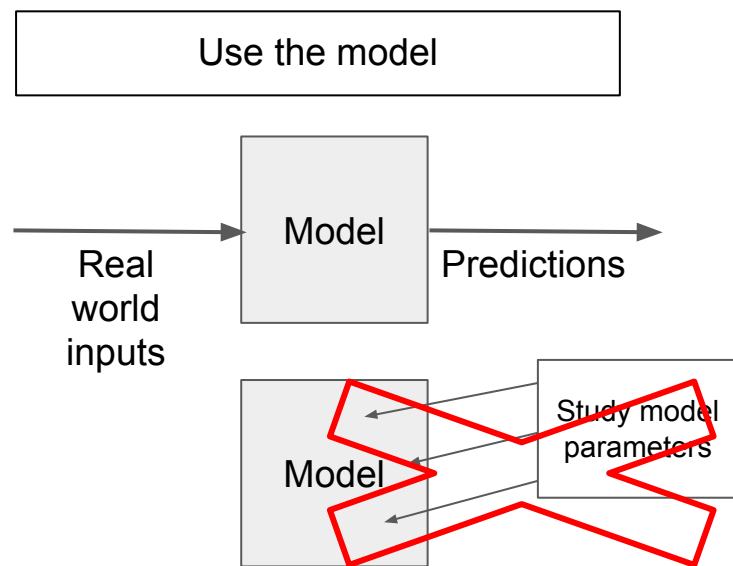 Use the model
Model
Real
world
inputs
Predictions
Model
Study model
parameters